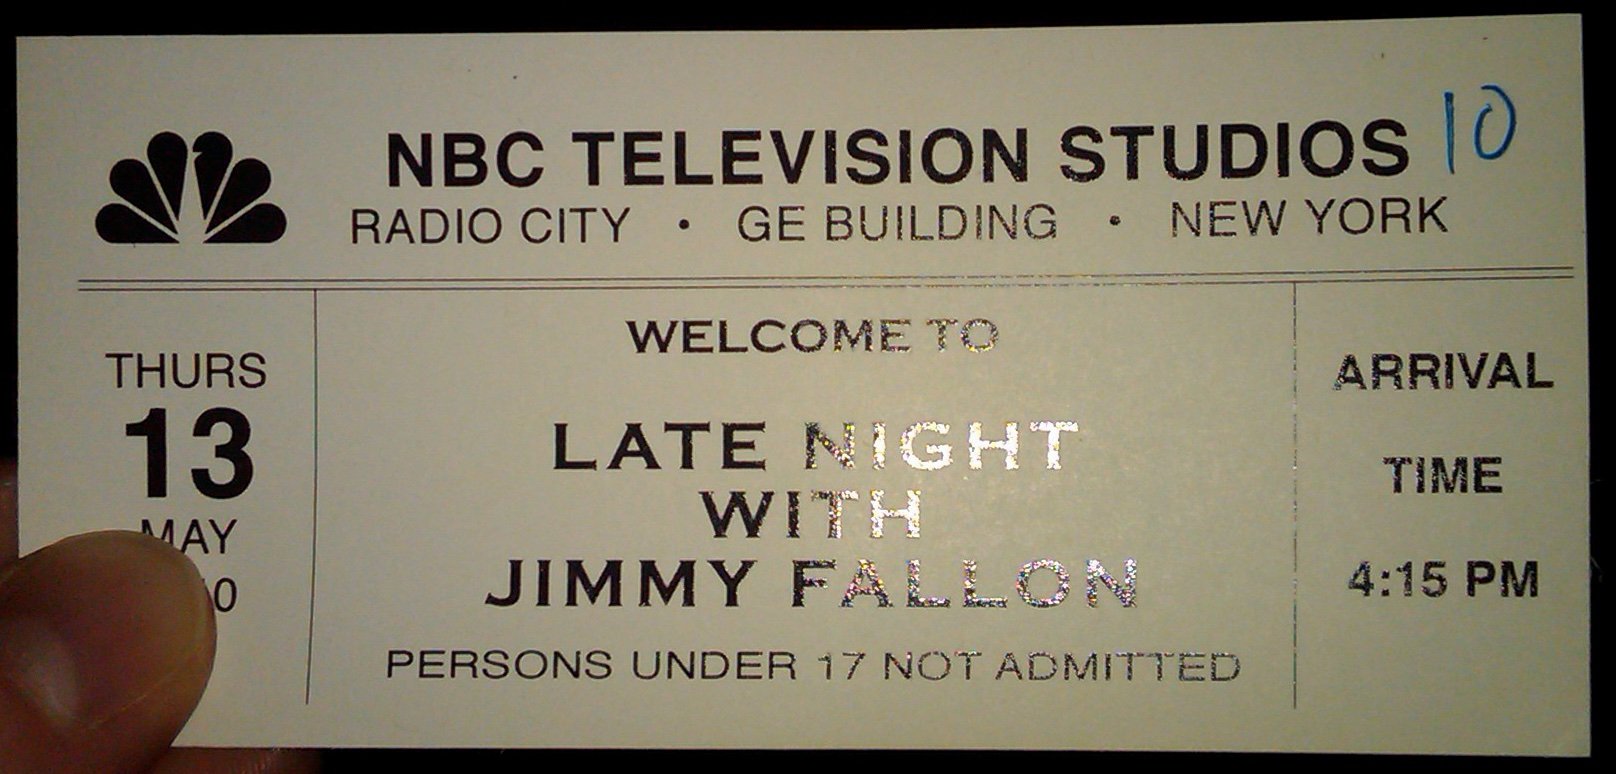 NBC TELEVISION STUDIOS 10
RADIO CITY • GE BUILDING • NEW YORK
THURS
13
MAY
WELCOME TO
LATE NIGHT
WITH
JIMMY FALLON
PERSONS UNDER 17 NOT ADMITTED
ARRIVAL
TIME
4:15 PM